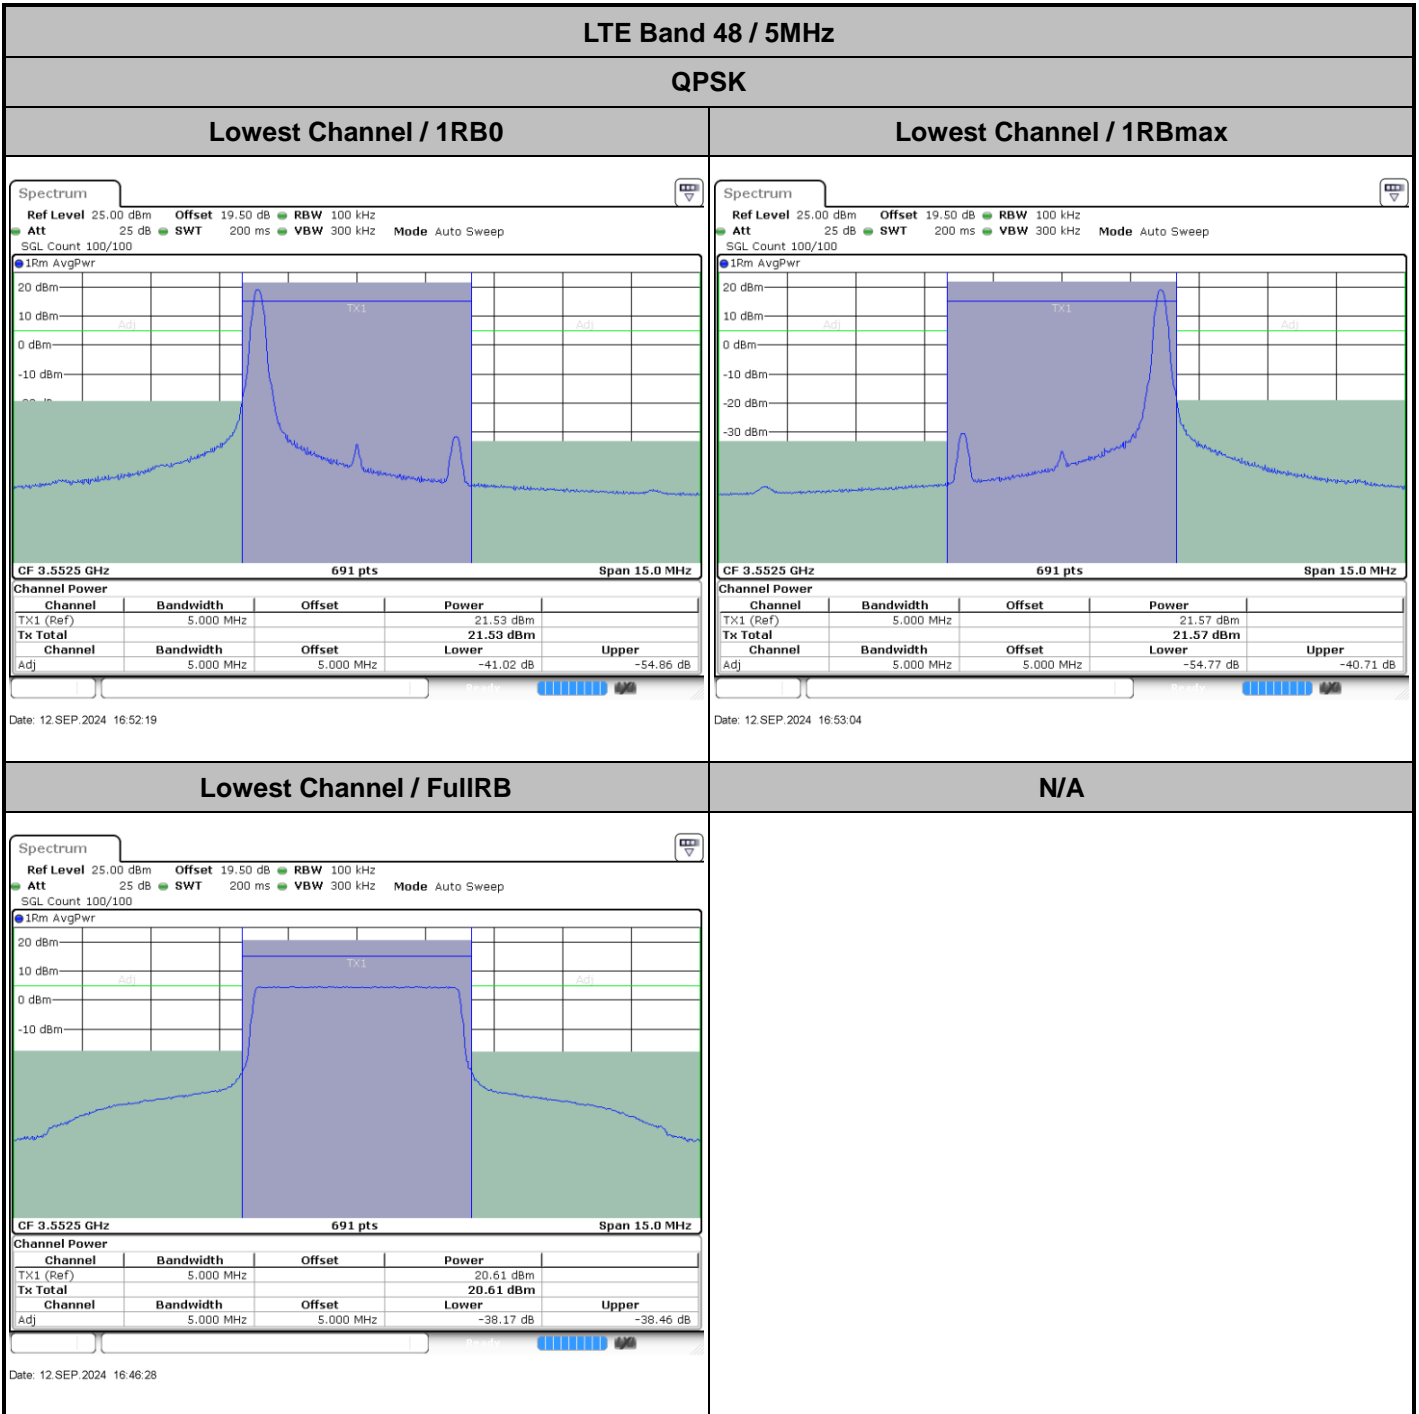 LTE Band 48 / 5MHz
QPSK
Lowest Channel / 1RB0
Lowest Channel / 1RBmax
Spectrum
Ref Level 25.00 dBm Offset 19.50 dB RBW 100 kHz
Att 25 dB SWT 200 ms VBW 300 kHz Mode Auto Sweep
SGL Count 100/100
1Rm AvgPwr
20 dBm
10 dBm
0 dBm
-10 dBm
Adj
TX1
Adj
CF 3.5525 GHz 691 pts Span 15.0 MHz
Channel Power
Channel Bandwidth Offset Power
TX1 (Ref) 5.000 MHz 21.53 dBm
Tx Total 21.53 dBm
Channel Bandwidth Offset Lower Upper
Adj 5.000 MHz 5.000 MHz -41.02 dB -54.86 dB
Ready
Date: 12.SEP.2024 16:52:19
Spectrum
Ref Level 25.00 dBm Offset 19.50 dB RBW 100 kHz
Att 25 dB SWT 200 ms VBW 300 kHz Mode Auto Sweep
SGL Count 100/100
1Rm AvgPwr
20 dBm
10 dBm
0 dBm
-10 dBm
-20 dBm
-30 dBm
Adj
TX1
Adj
CF 3.5525 GHz 691 pts Span 15.0 MHz
Channel Power
Channel Bandwidth Offset Power
TX1 (Ref) 5.000 MHz 21.57 dBm
Tx Total 21.57 dBm
Channel Bandwidth Offset Lower Upper
Adj 5.000 MHz 5.000 MHz -54.77 dB -40.71 dB
Ready
Date: 12.SEP.2024 16:53:04
Lowest Channel / FullRB
N/A
Spectrum
Ref Level 25.00 dBm Offset 19.50 dB RBW 100 kHz
Att 25 dB SWT 200 ms VBW 300 kHz Mode Auto Sweep
SGL Count 100/100
1Rm AvgPwr
20 dBm
10 dBm
0 dBm
-10 dBm
Adj
TX1
Adj
CF 3.5525 GHz 691 pts Span 15.0 MHz
Channel Power
Channel Bandwidth Offset Power
TX1 (Ref) 5.000 MHz 20.61 dBm
Tx Total 20.61 dBm
Channel Bandwidth Offset Lower Upper
Adj 5.000 MHz 5.000 MHz -38.17 dB -38.46 dB
Ready
Date: 12.SEP.2024 16:46:28